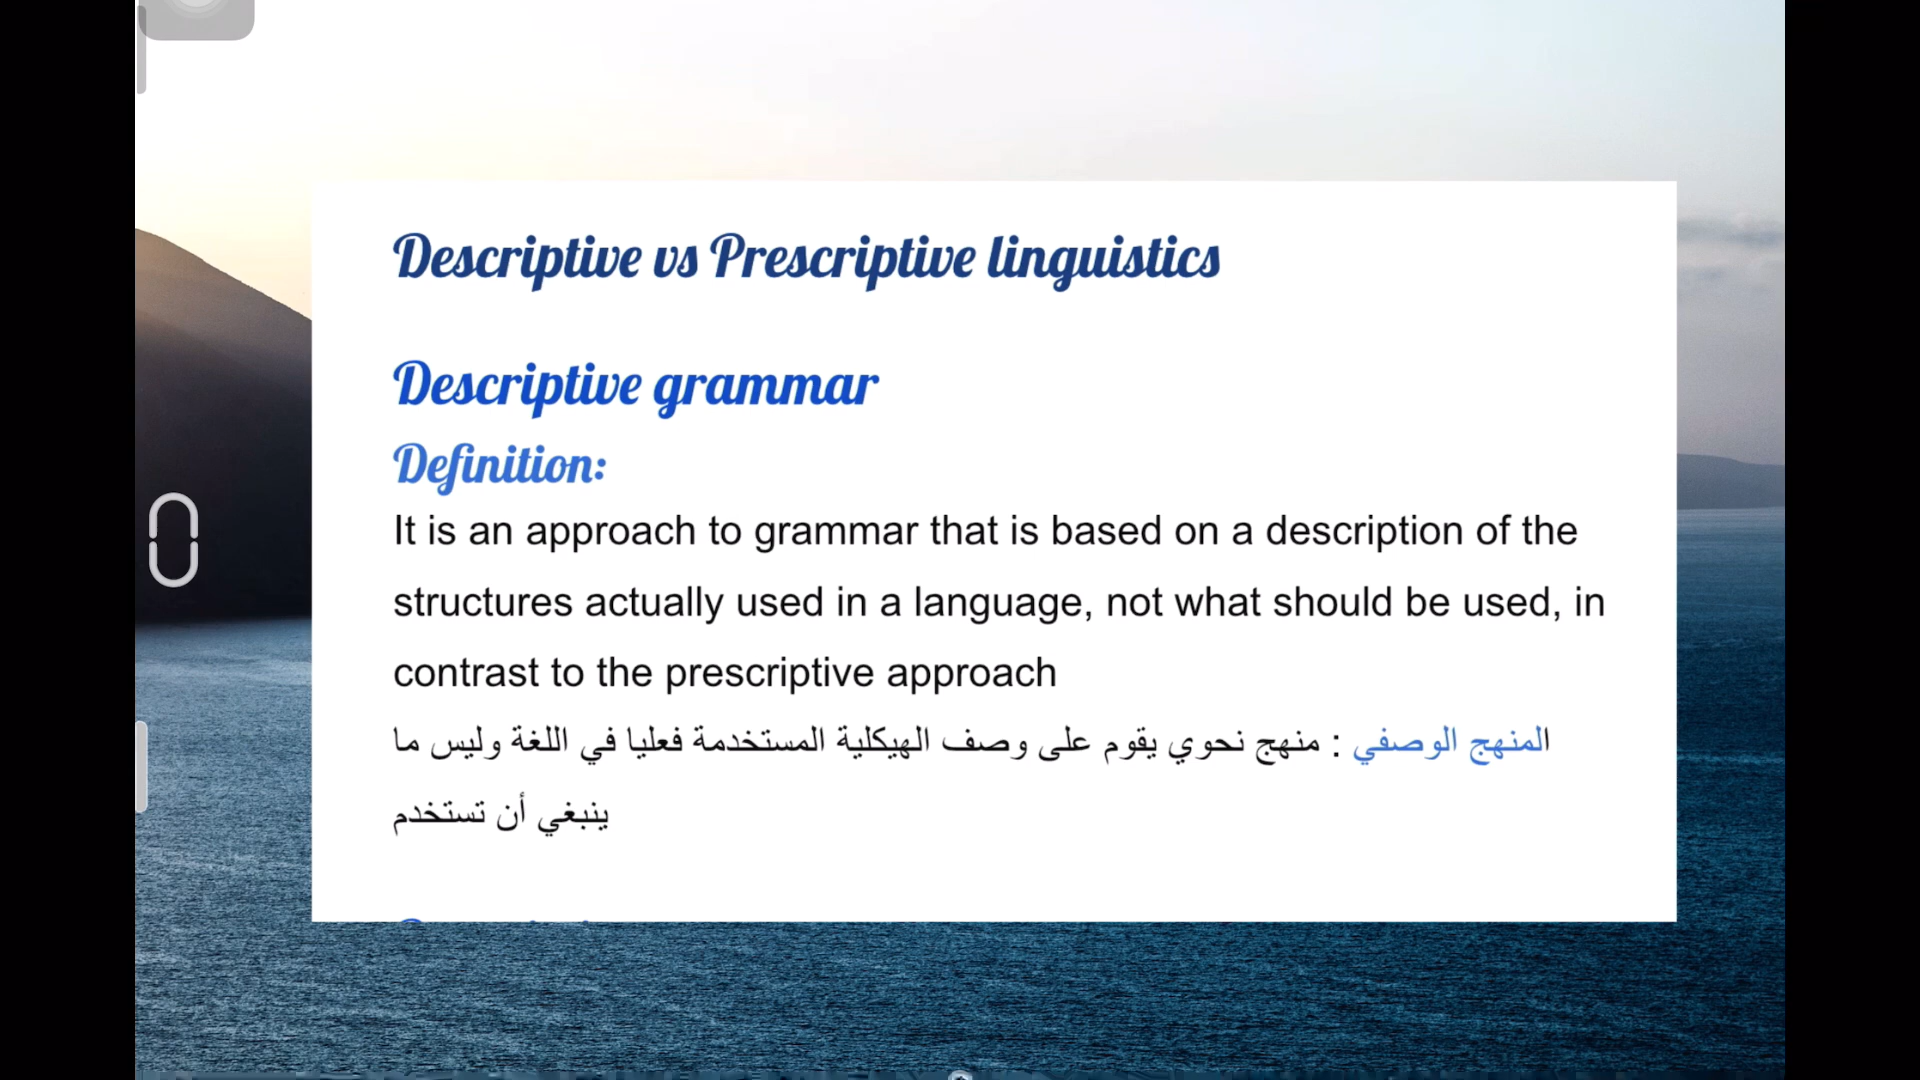 Descriptive vs Prescriptive linguistics
Descriptive grammar
Definition:
It is an approach to grammar that is based on a description of the
structures actually used in a language, not what should be used, in
contrast to the prescriptive approach
المنهج الوصفي : منهج نحوي يقوم على وصف الهيكلية المستخدمة فعليا في اللغة وليس ما
ينبغي أن تستخدم